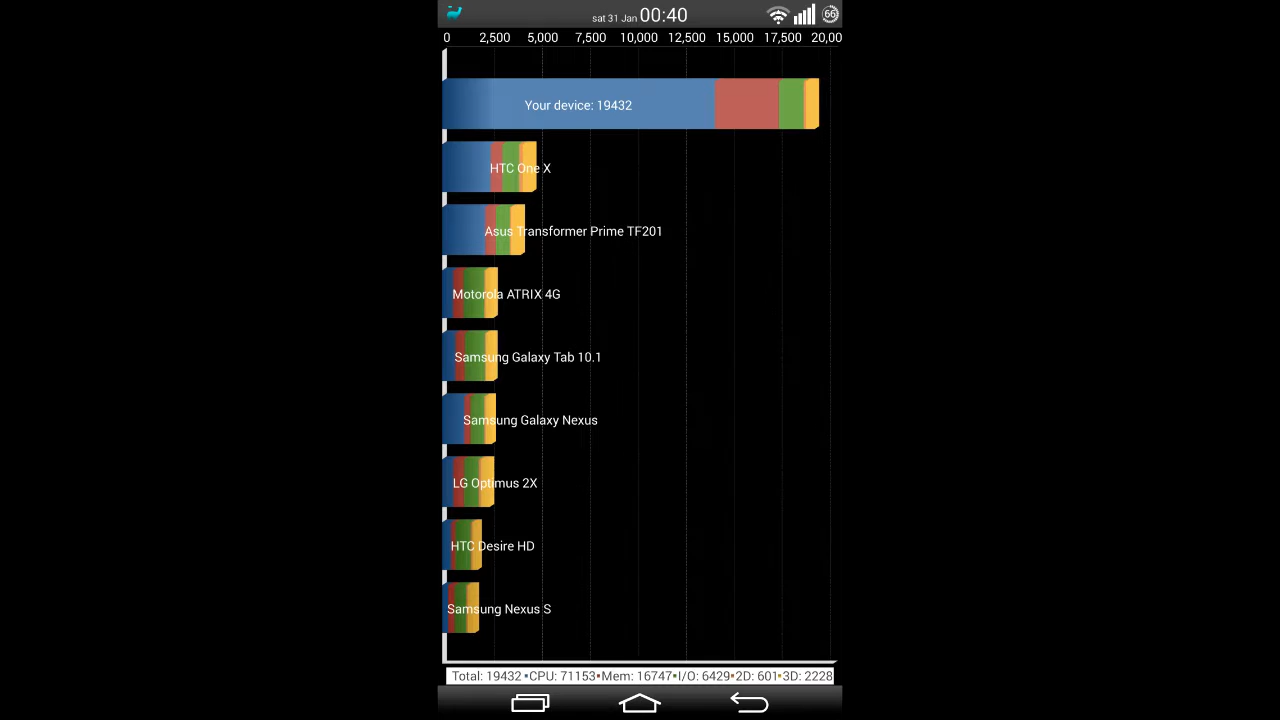 sat 31 Jan 00:40 66
0 2,500 5,000 7,500 10,000 12,500 15,000 17,500 20,00
Your device: 19432
HTC One X
Asus Transformer Prime TF201
Motorola ATRIX 4G
Samsung Galaxy Tab 10.1
Samsung Galaxy Nexus
LG Optimus 2X
HTC Desire HD
Samsung Nexus S
Total: 19432 ▪CPU: 71153▪Mem: 16747▪I/O: 6429▪2D: 601▪3D: 2228